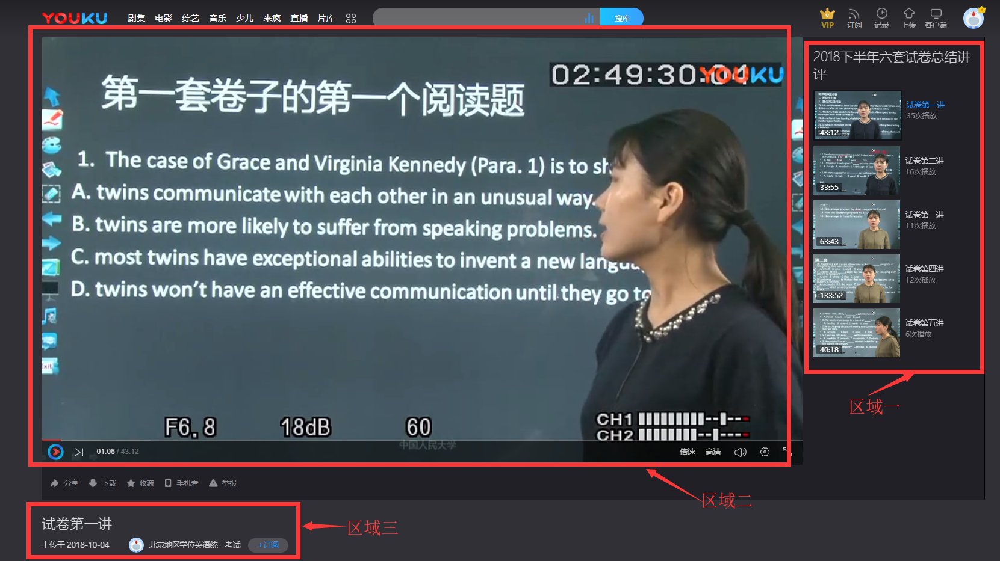 YOUKU 剧集 电影 综艺 音乐 少儿 来疯 直播 片库 搜库 VIP 订阅 记录 上传 客户端
02:49:30:04
YOUKU
第一套卷子的第一个阅读题
1. The case of Grace and Virginia Kennedy (Para. 1) is to sh
A. twins communicate with each other in an unusual way.
B. twins are more likely to suffer from speaking problems.
C. most twins have exceptional abilities to invent a new langua
D. twins won't have an effective communication until they go to
Exit
F6.8 18dB 60
CH1
CH2
中国人民大学
01:06 / 43:12 倍速 高清
分享 下载 收藏 手机看 举报
2018下半年六套试卷总结讲
评
43:12
试卷第一讲
35次播放
33:55
试卷第二讲
16次播放
63:43
试卷第三讲
11次播放
133:52
试卷第四讲
12次播放
40:18
试卷第五讲
6次播放
区域一
区域二
试卷第一讲
上传于 2018-10-04 北京地区学位英语统一考试 +订阅
区域三